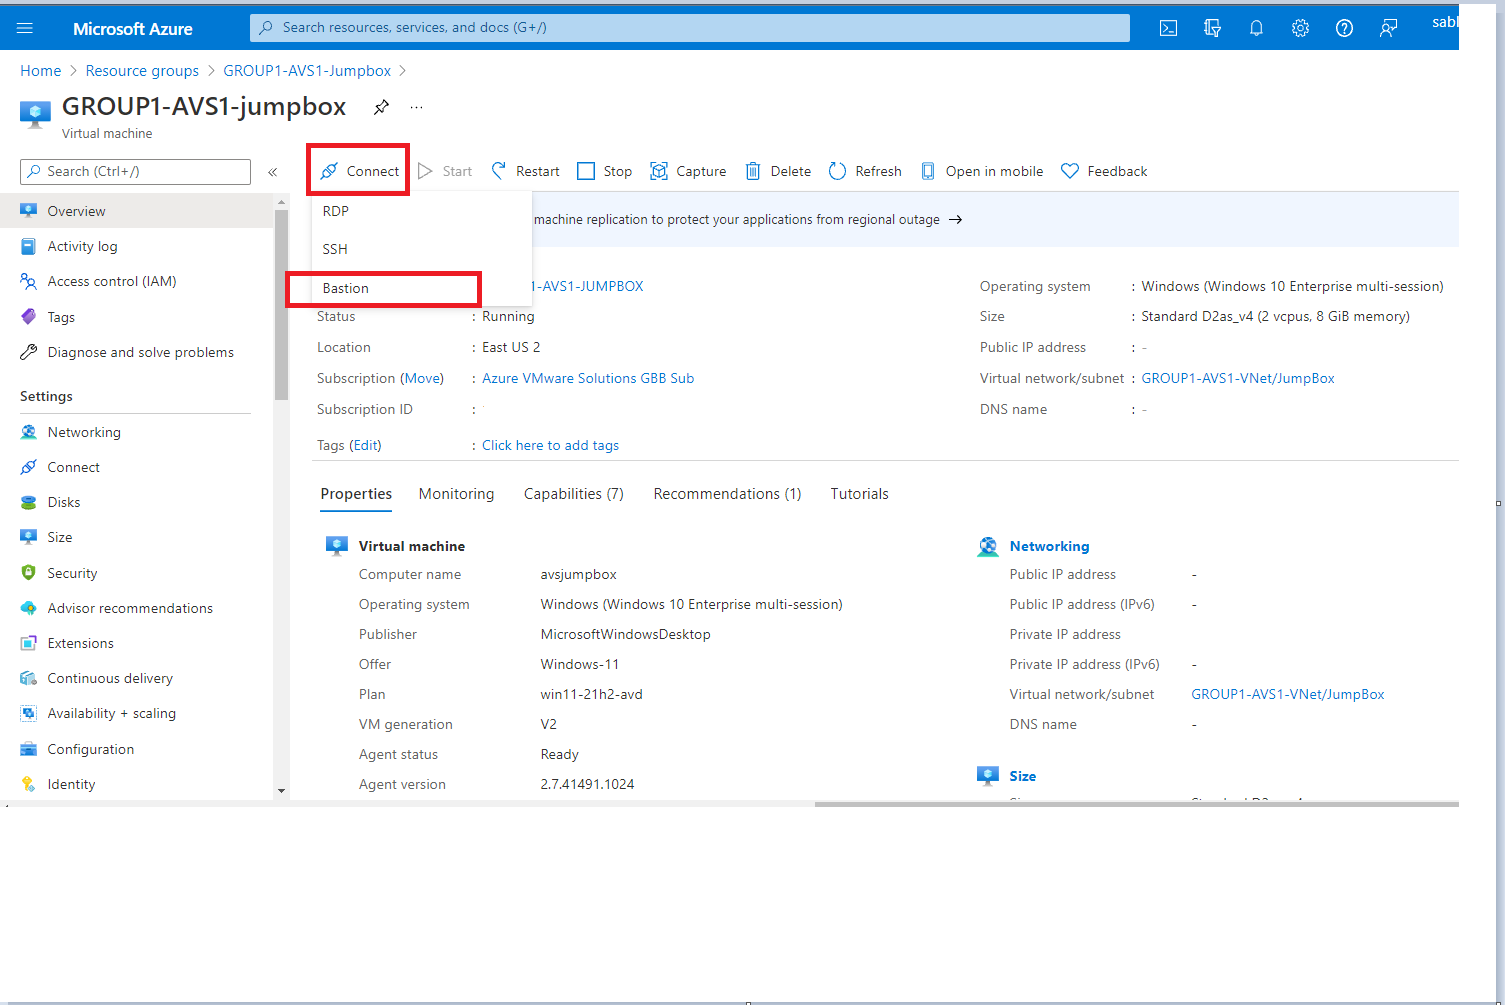 Microsoft Azure
Search resources, services, and docs (G+/)
Home > Resource groups > GROUP1-AVS1-Jumpbox >
GROUP1-AVS1-jumpbox
...
Virtual machine
Search (Ctrl+/)
«
Overview
Activity log
Access control (IAM)
Tags
Diagnose and solve problems
Settings
Networking
Connect
Disks
Size
Security
Advisor recommendations
Extensions
Continuous delivery
Availability + scaling
Configuration
Identity
Connect
Start
Restart
Stop
Capture
Delete
Refresh
Open in mobile
Feedback
RDP
SSH
Bastion
machine replication to protect your applications from regional outage →
1-AVS1-JUMPBOX
Status : Running
Location : East US 2
Subscription (Move) : Azure VMware Solutions GBB Sub
Subscription ID :
Tags (Edit) : Click here to add tags
Operating system : Windows (Windows 10 Enterprise multi-session)
Size : Standard D2as_v4 (2 vcpus, 8 GiB memory)
Public IP address : -
Virtual network/subnet : GROUP1-AVS1-VNet/JumpBox
DNS name : -
Properties
Monitoring
Capabilities (7)
Recommendations (1)
Tutorials
Virtual machine
Computer name avsjumpbox
Operating system Windows (Windows 10 Enterprise multi-session)
Publisher MicrosoftWindowsDesktop
Offer Windows-11
Plan win11-21h2-avd
VM generation V2
Agent status Ready
Agent version 2.7.41491.1024
Networking
Public IP address -
Public IP address (IPv6) -
Private IP address
Private IP address (IPv6) -
Virtual network/subnet GROUP1-AVS1-VNet/JumpBox
DNS name -
Size